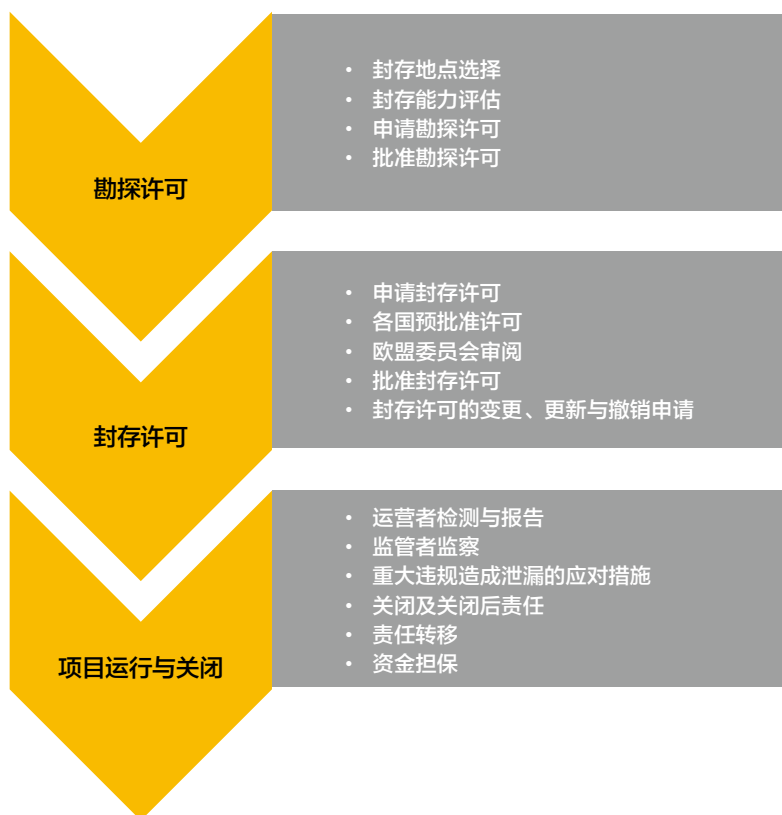 勘探许可
• 封存地点选择
• 封存能力评估
• 申请勘探许可
• 批准勘探许可
封存许可
• 申请封存许可
• 各国预批准许可
• 欧盟委员会审阅
• 批准封存许可
• 封存许可的变更、更新与撤销申请
项目运行与关闭
• 运营者检测与报告
• 监管者监察
• 重大违规造成泄漏的应对措施
• 关闭及关闭后责任
• 责任转移
• 资金担保